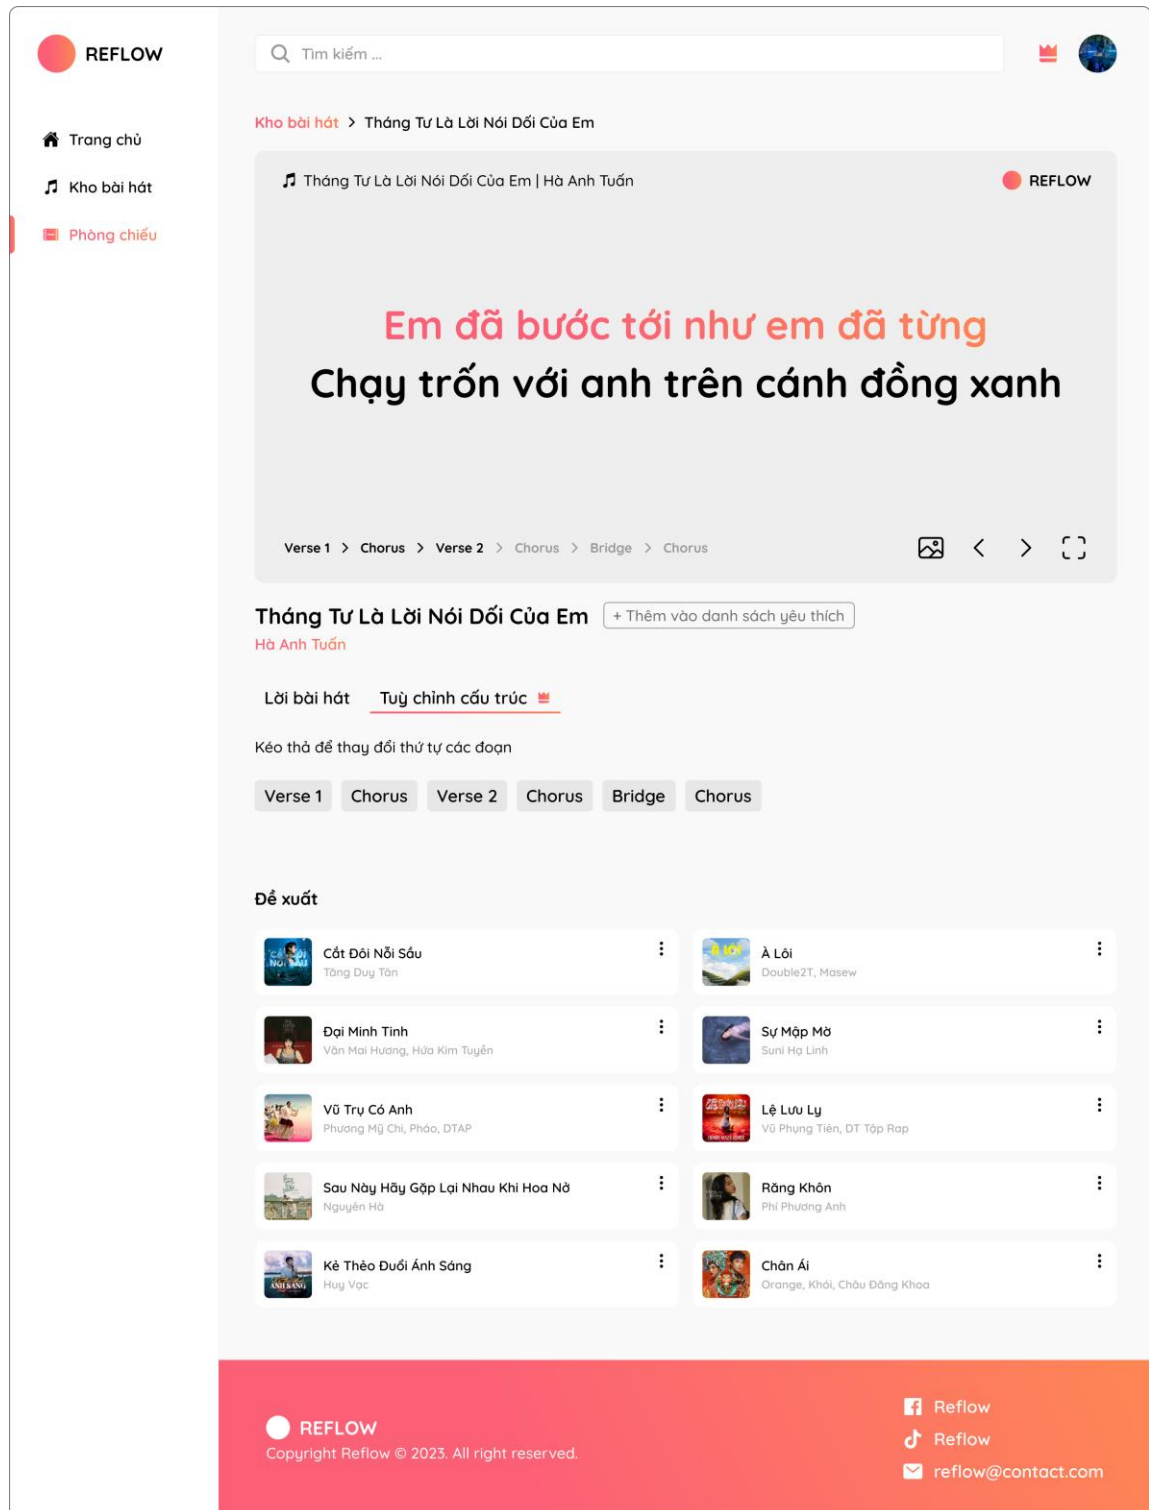 REFLOW
Tìm kiếm ...
Trang chủ
Kho bài hát
Phòng chiếu
Kho bài hát > Tháng Tư Là Lời Nói Dối Của Em
Tháng Tư Là Lời Nói Dối Của Em | Hà Anh Tuấn
REFLOW
Em đã bước tới như em đã từng
Chạy trốn với anh trên cánh đồng xanh
Verse 1 > Chorus > Verse 2 > Chorus > Bridge > Chorus
Tháng Tư Là Lời Nói Dối Của Em
+ Thêm vào danh sách yêu thích
Hà Anh Tuấn
Lời bài hát
Tuỳ chỉnh cấu trúc
Kéo thả để thay đổi thứ tự các đoạn
Verse 1 Chorus Verse 2 Chorus Bridge Chorus
Đề xuất
Cắt Đôi Nỗi Sầu
Tăng Duy Tân
À Lôi
Double2T, Masew
Đại Minh Tinh
Văn Mai Hương, Hứa Kim Tuyền
Sự Mập Mờ
Suni Hạ Linh
Vũ Trụ Có Anh
Phương Mỹ Chi, Pháo, DTAP
Lệ Lưu Ly
Vũ Phụng Tiên, DT Tập Rap
Sau Này Hãy Gặp Lại Nhau Khi Hoa Nở
Nguyên Hà
Răng Khôn
Phí Phương Anh
Kẻ Thẻo Đuổi Ánh Sáng
Huy Vạc
Chân Ái
Orange, Khói, Châu Đăng Khoa
REFLOW
Copyright Reflow © 2023. All right reserved.
Reflow
Reflow
reflow@contact.com